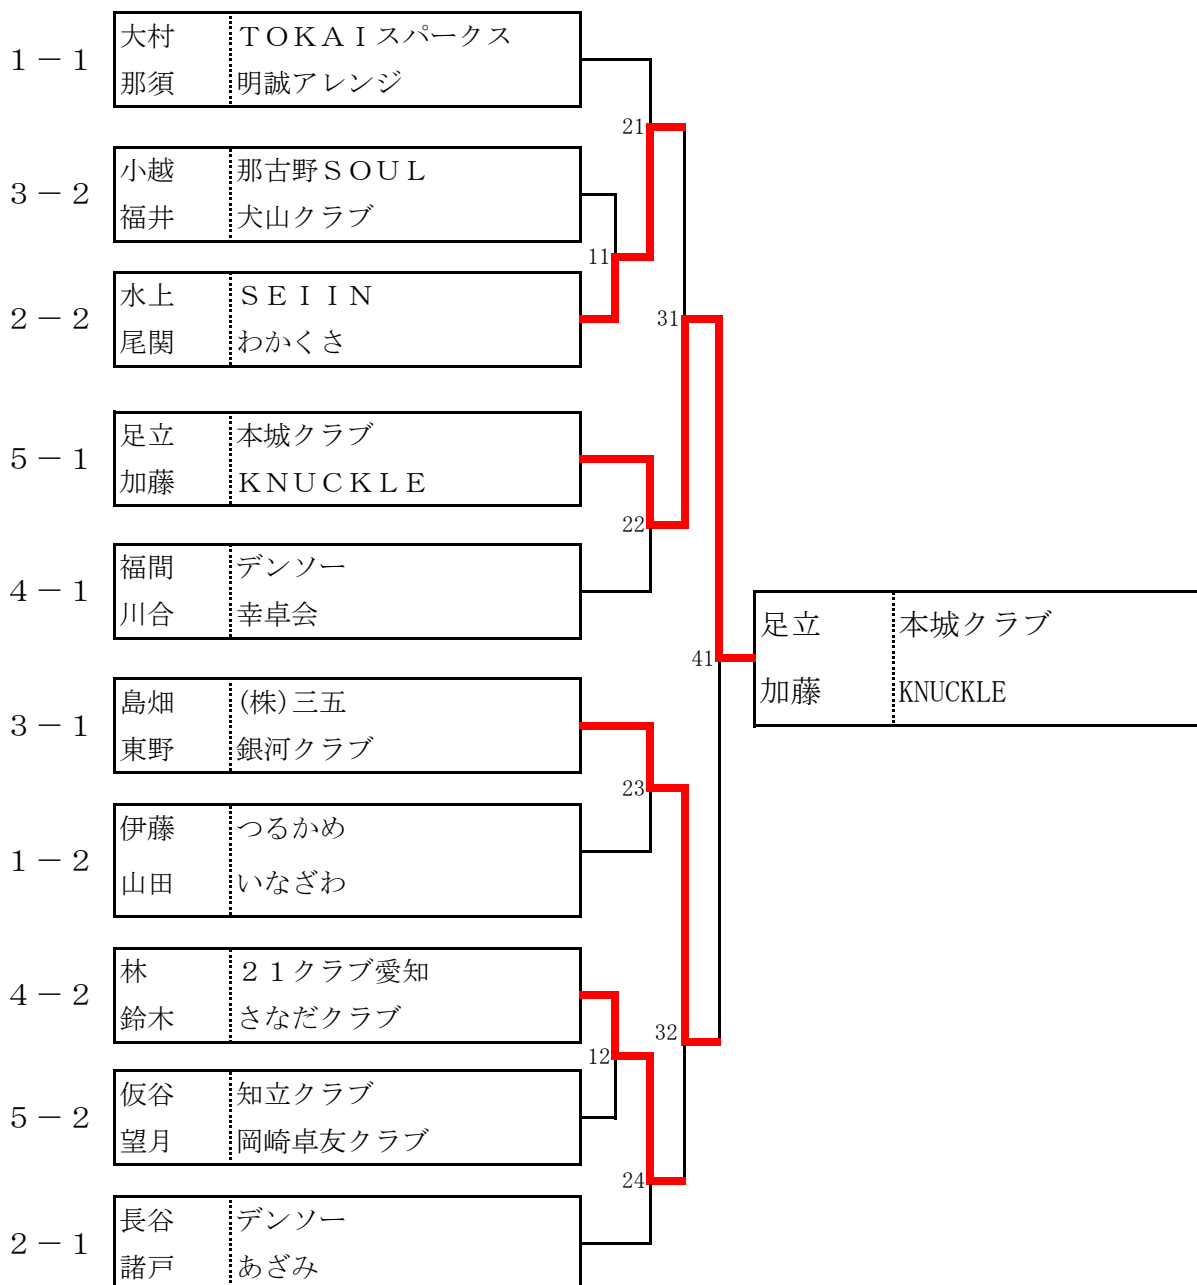 1－1
大村 ＴＯＫＡＩスパークス
那須 明誠アレンジ
21
3－2
小越 那古野ＳＯＵＬ
福井 犬山クラブ
11
2－2
水上 ＳＥＩＩＮ
尾関 わかくさ
31
5－1
足立 本城クラブ
加藤 ＫＮＵＣＫＬＥ
22
4－1
福間 デンソー
川合 幸卓会
足立 本城クラブ
加藤 KNUCKLE
41
3－1
島畑 (株)三五
東野 銀河クラブ
23
1－2
伊藤 つるかめ
山田 いなざわ
4－2
林 ２１クラブ愛知
鈴木 さなだクラブ
32
12
5－2
仮谷 知立クラブ
望月 岡崎卓友クラブ
24
2－1
長谷 デンソー
諸戸 あざみ